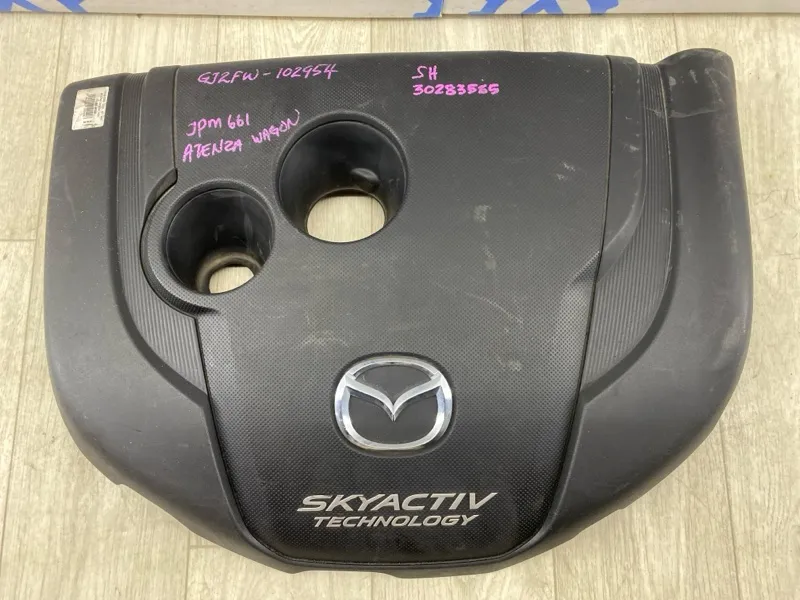 GJ2FW-102954
SH
30283585
JPM 661
ATENZA WAGON
SKYACTIV
TECHNOLOGY